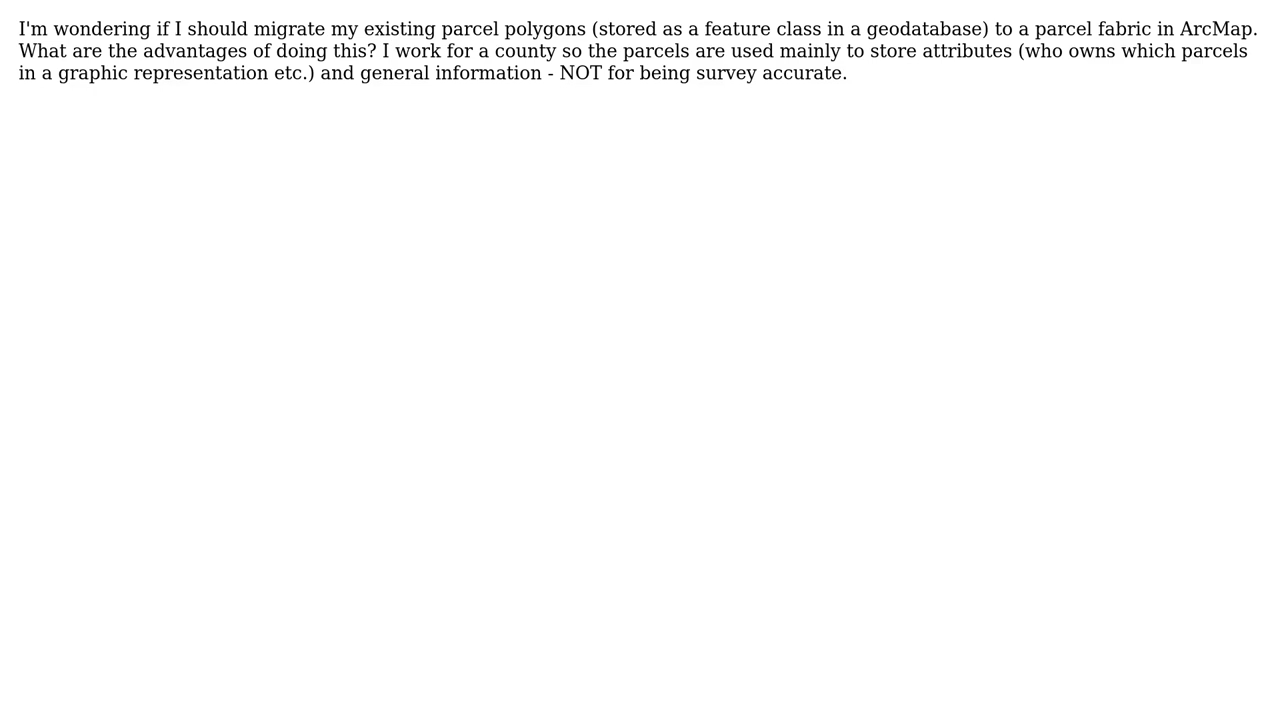 I'm wondering if I should migrate my existing parcel polygons (stored as a feature class in a geodatabase) to a parcel fabric in ArcMap.
What are the advantages of doing this? I work for a county so the parcels are used mainly to store attributes (who owns which parcels
in a graphic representation etc.) and general information - NOT for being survey accurate.